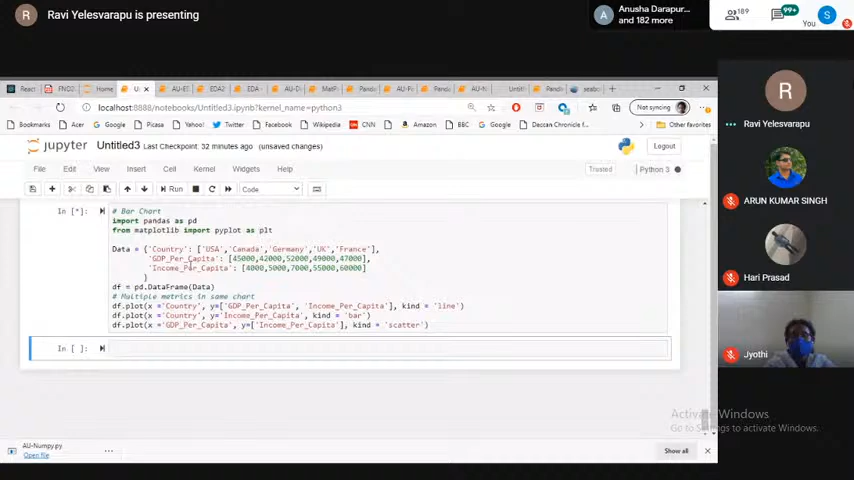 R
Ravi Yelesvarapu is presenting
A
Anusha Darapur...
and 182 more
189
99+
You
S
React
Home
EDA2
localhost:8888/notebooks/Untitled3.ipynb?kernel_name=python3
Not syncing
Bookmarks
Acer
Google
Picasa
Yahoo!
Twitter
Facebook
Wikipedia
CNN
Amazon
BBC
Google
Deccan Chronicle
Other favorites
jupyter
Untitled3 Last Checkpoint: 32 minutes ago (unsaved changes)
Logout
File
Edit
View
Insert
Cell
Kernel
Widgets
Help
Trusted
Python 3
Run
Code
In [*]:
# Bar Chart
import pandas as pd
from matplotlib import pyplot as plt
Data = {'Country': ['USA','Canada','Germany','UK','France'],
'GDP_Per_Capita': [45000,42000,52000,49000,47000],
'Income_Per_Capita': [4000,5000,7000,55000,60000]
}
df = pd.DataFrame(Data)
# Multiple metrics in same chart
df.plot(x ='Country', y=['GDP_Per_Capita', 'Income_Per_Capita'], kind = 'line')
df.plot(x ='Country', y='Income_Per_Capita', kind = 'bar')
df.plot(x ='GDP_Per_Capita', y=['Income_Per_Capita'], kind = 'scatter')
In [ ]:
R
Ravi Yelesvarapu
ARUN KUMAR SINGH
Hari Prasad
Jyothi
Activate Windows
Go to Settings to activate Windows.
AU-Numpy.py
Open file
Show all